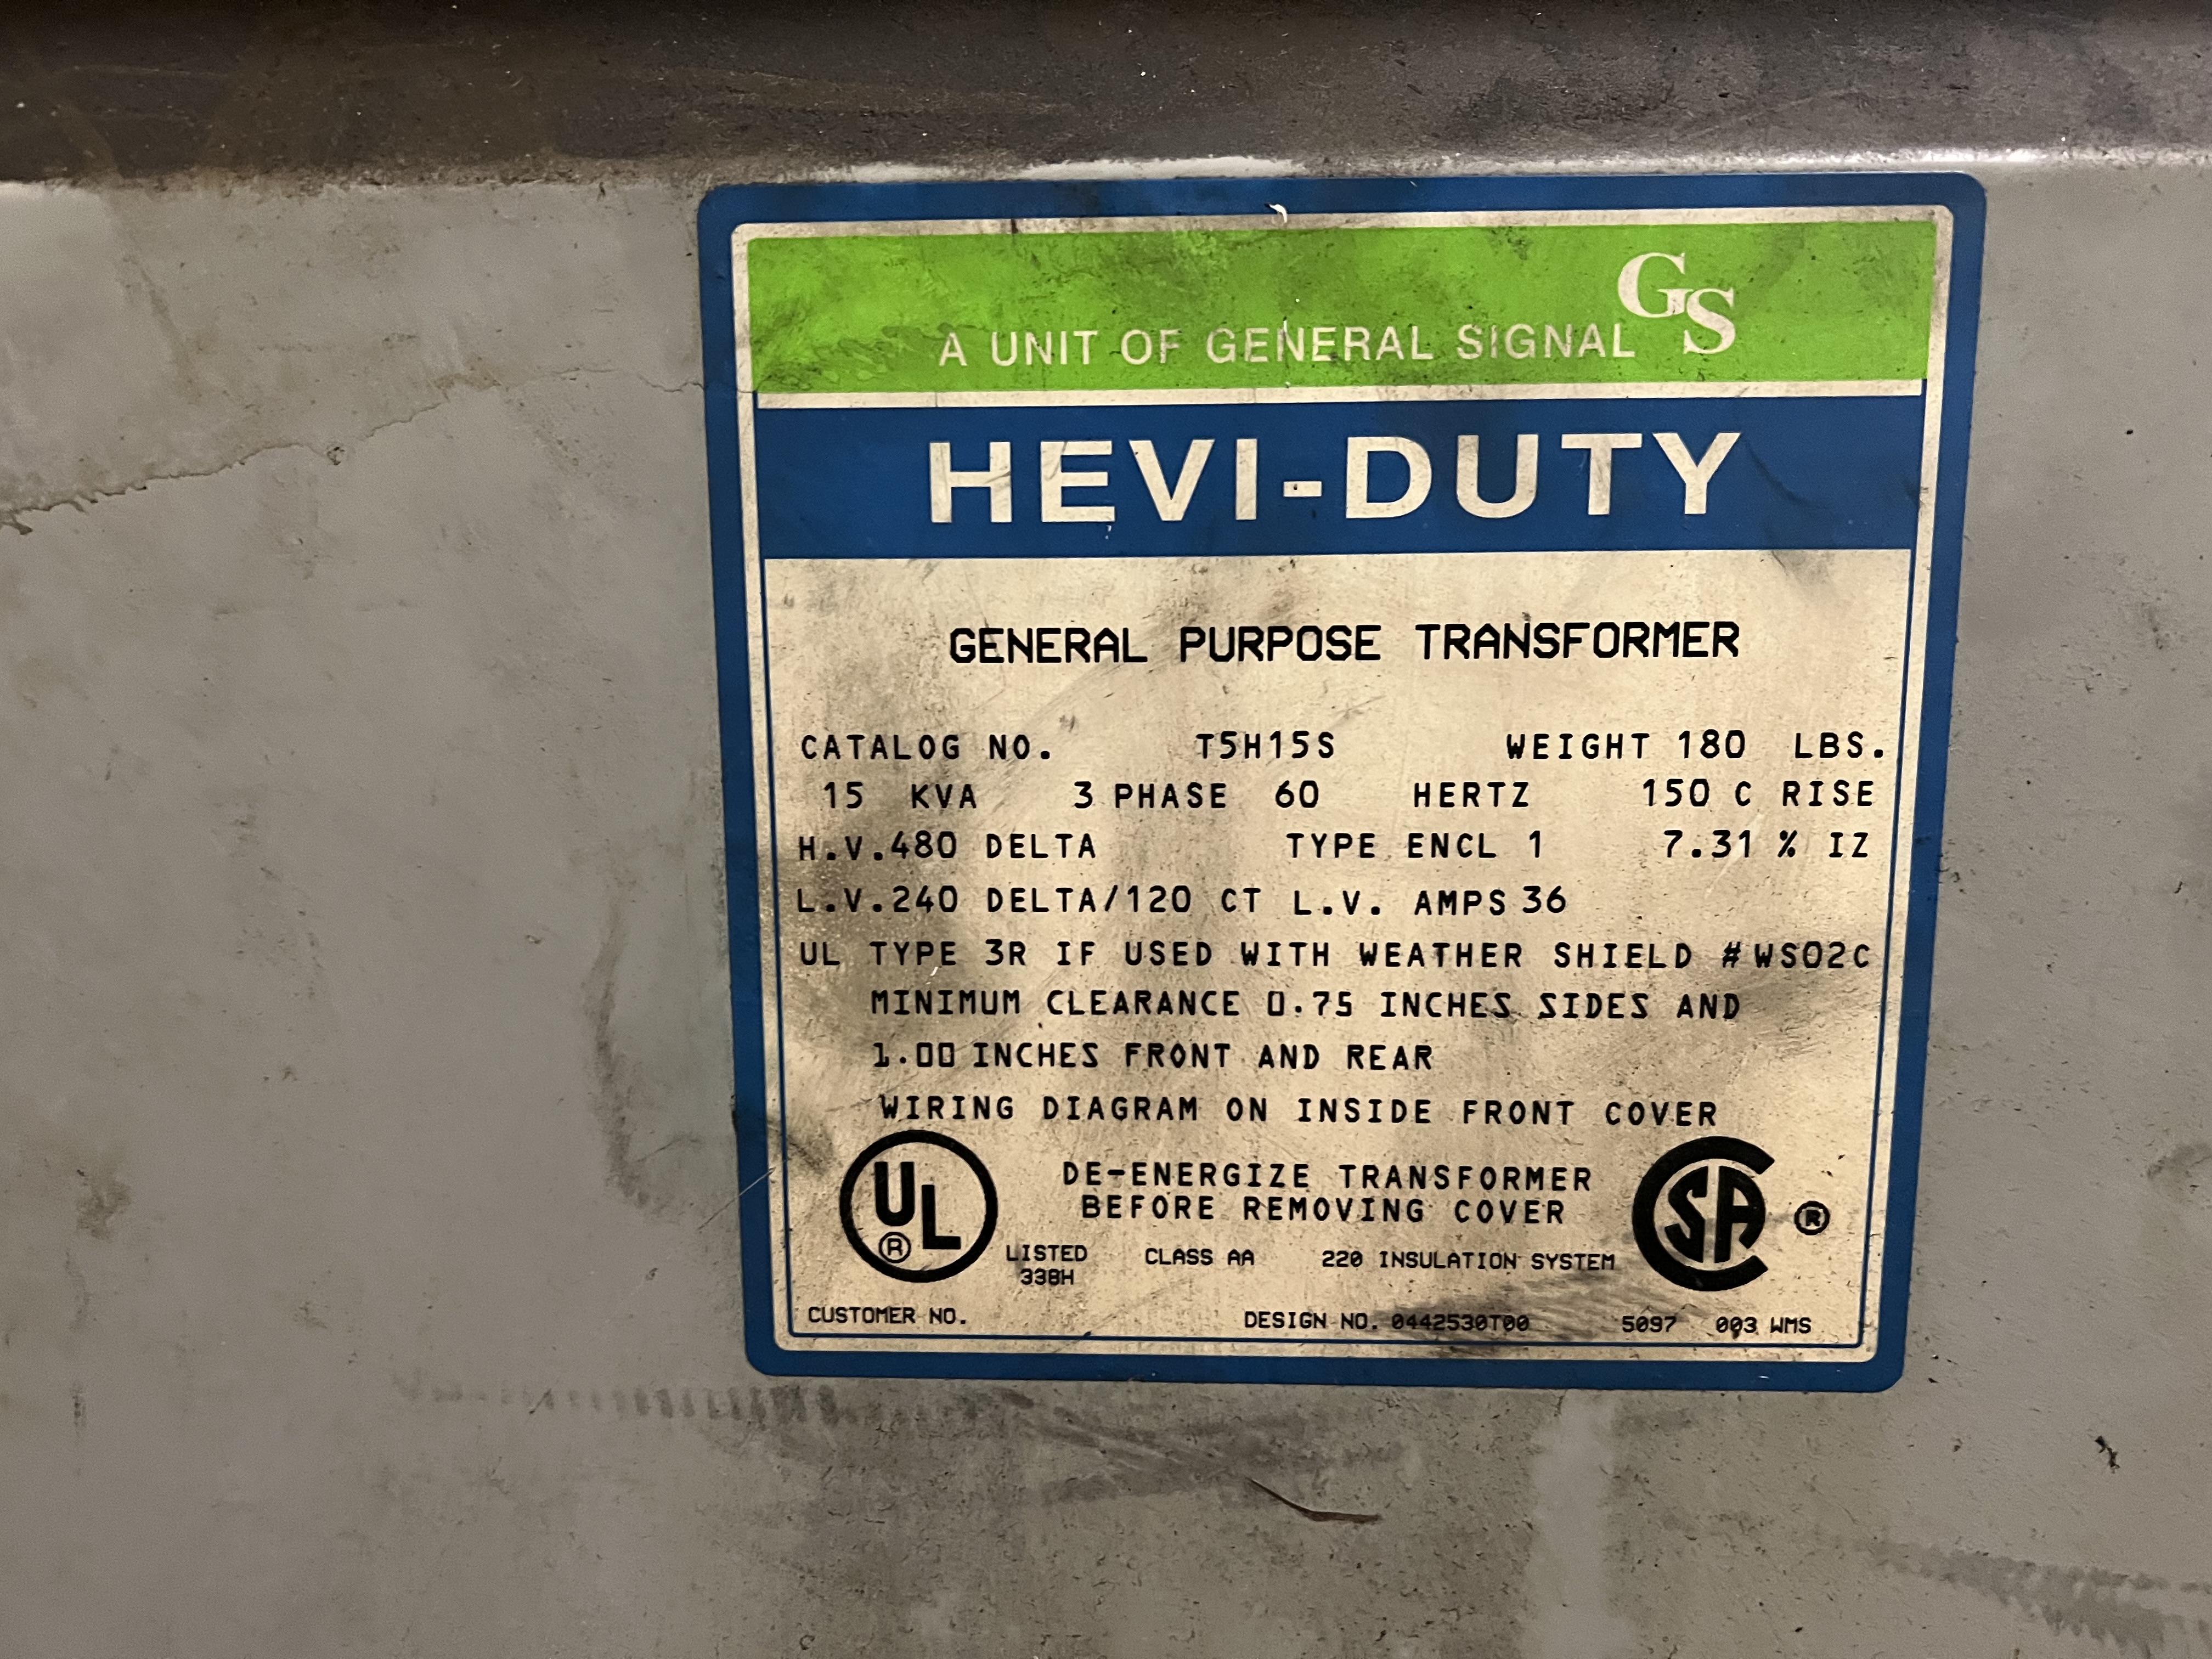 GS
A UNIT OF GENERAL SIGNAL
HEVI-DUTY
GENERAL PURPOSE TRANSFORMER
CATALOG NO. T5H15S WEIGHT 180 LBS.
15 KVA 3 PHASE 60 HERTZ 150 C RISE
H.V.480 DELTA TYPE ENCL 1 7.31 % IZ
L.V.240 DELTA/120 CT L.V. AMPS 36
UL TYPE 3R IF USED WITH WEATHER SHIELD #WS02C
MINIMUM CLEARANCE 0.75 INCHES SIDES AND
1.00 INCHES FRONT AND REAR
WIRING DIAGRAM ON INSIDE FRONT COVER
DE-ENERGIZE TRANSFORMER
BEFORE REMOVING COVER
UL ® LISTED 338H CLASS AA 220 INSULATION SYSTEM CSA ®
CUSTOMER NO. DESIGN NO. 0442530T00 5097 003 WMS